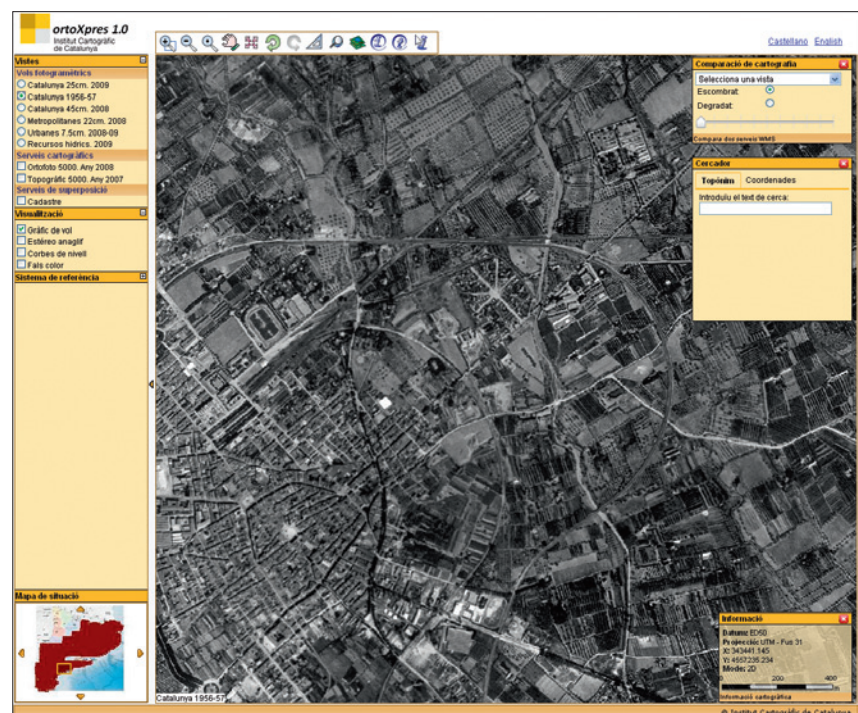 ortoXpres 1.0
Institut Cartogràfic
de Catalunya
Castellano English
Vistes
Vols fotogramètrics
Catalunya 25cm. 2009
Catalunya 1956-57
Catalunya 45cm. 2008
Metropolitanes 22cm. 2008
Urbanes 7.5cm. 2008-09
Recursos hídrics. 2009
Serveis cartogràfics
Ortofoto 5000. Any 2008
Topogràfic 5000. Any 2007
Serveis de superposició
Cadastre
Visualització
Gràfic de vol
Estéreo anaglif
Corbes de nivell
Fals color
Sistema de referència
Mapa de situació
Comparació de cartografia
Selecciona una vista
Escombrat:
Degradat:
Compara dos serveis WMS
Cercador
Topònim Coordenades
Introduïu el text de cerca:
Informació
Datum: ED50
Projecció: UTM - Fus 31
X: 343441.145
Y: 4557235.234
Mode: 2D
0 200 400
m
Informació cartogràfica
Catalunya 1956-57
© Institut Cartogràfic de Catalunya